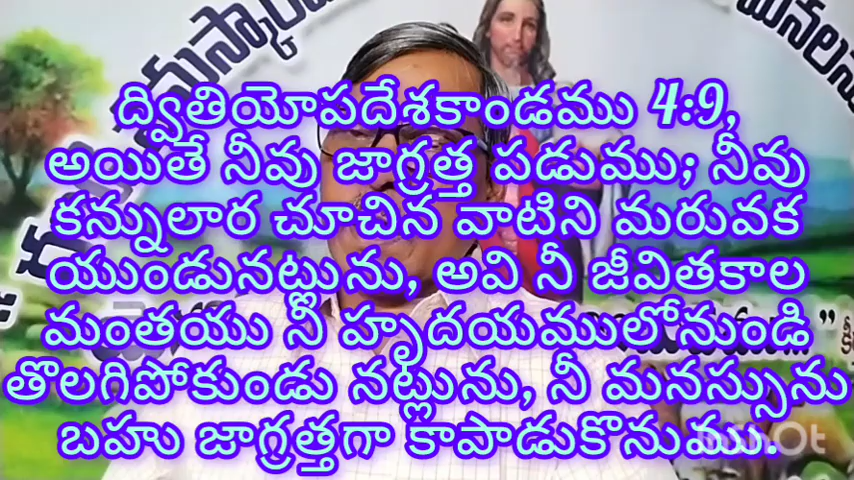 ద్వితియోపదేశకాండము 4:9,
అయితే నీవు జాగ్రత్త పడుము; నీవు
కన్నులార చూచిన వాటిని మరువక
యుండునట్లును, అవి నీ జీవితకాల
మంతయు నీ హృదయములోనుండి
తొలగిపోకుండు నట్లును, నీ మనస్సును
బహు జాగ్రత్తగా కాపాడుకొనుము.
InShOt